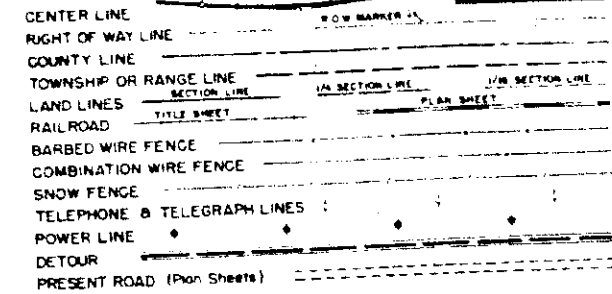 CENTER LINE
RIGHT OF WAY LINE R.O.W. MARKER
COUNTY LINE
TOWNSHIP OR RANGE LINE
LAND LINES SECTION LINE 1/4 SECTION LINE 1/16 SECTION LINE
RAILROAD TITLE SHEET PLAN SHEET
BARBED WIRE FENCE
COMBINATION WIRE FENCE
SNOW FENCE
TELEPHONE & TELEGRAPH LINES
POWER LINE
DETOUR
PRESENT ROAD (Plan Sheets)